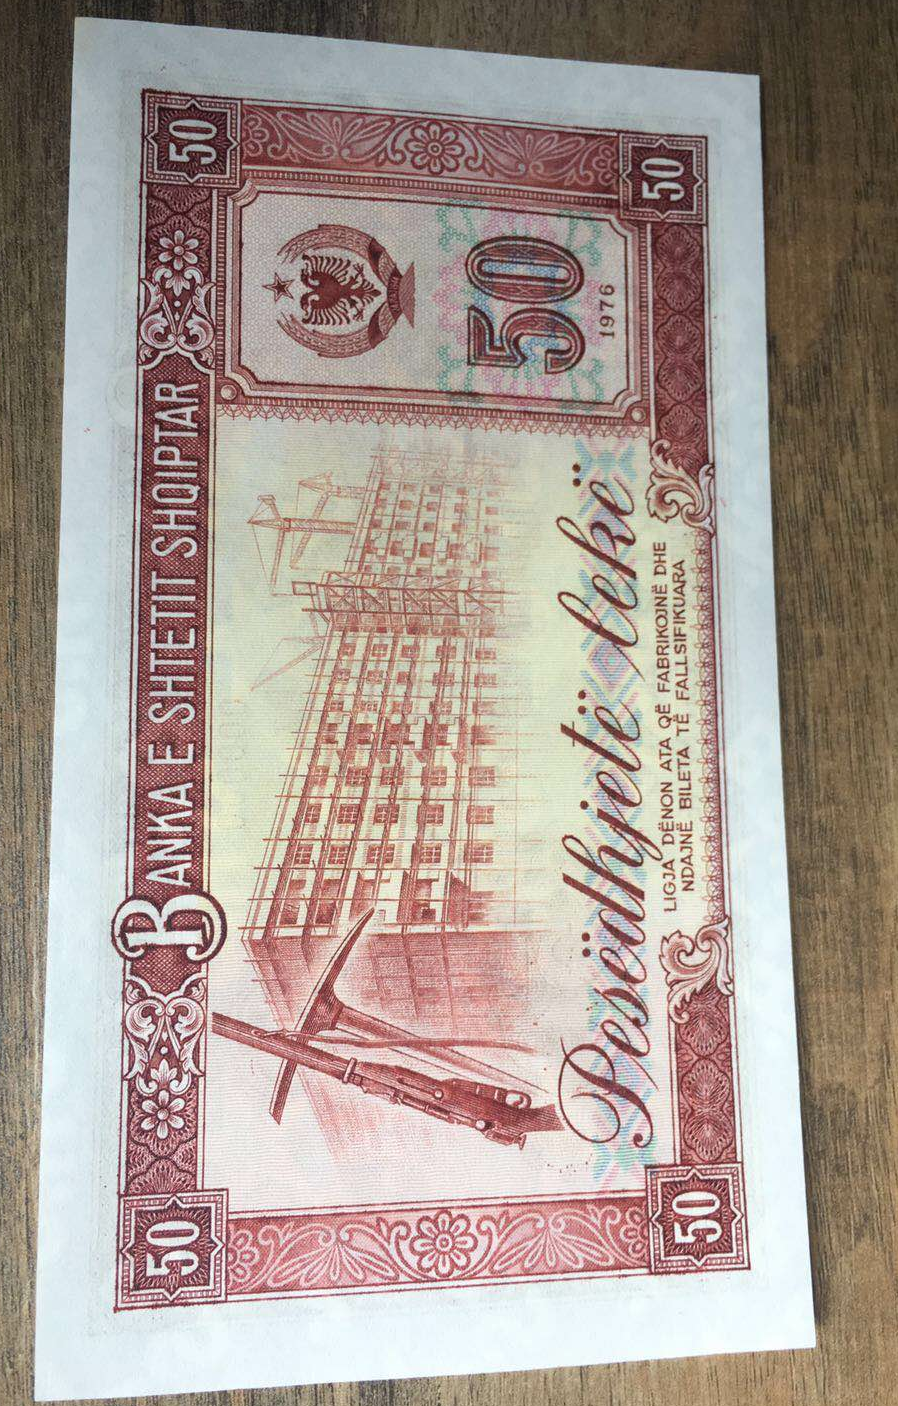 50
50
BANKA E SHTETIT SHQIPTAR
50
1976
Pesëdhjetë lekë
LIGJA DËNON ATA QË FABRIKOJNË DHE
NDAJNË BILETA TË FALLSIFIKUARA
50
50